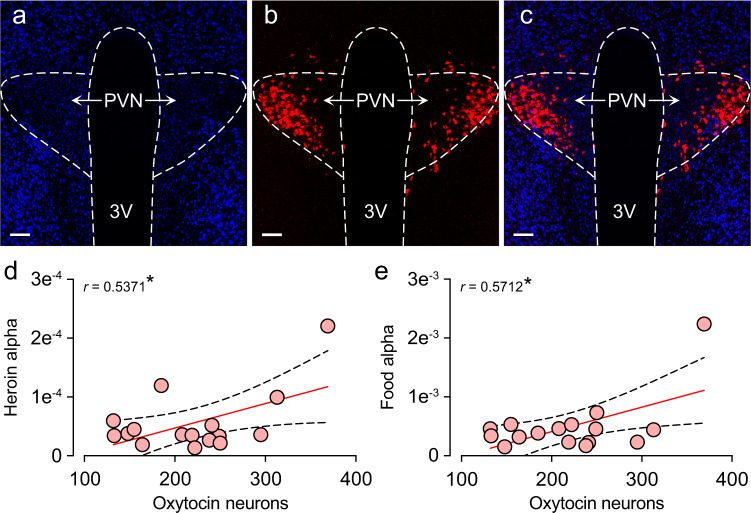 a
PVN
3V
b
PVN
3V
c
PVN
3V
d
r = 0.5371*
3e-4
2e-4
1e-4
0
Heroin alpha
100 200 300 400
Oxytocin neurons
e
r = 0.5712*
3e-3
2e-3
1e-3
0
Food alpha
100 200 300 400
Oxytocin neurons